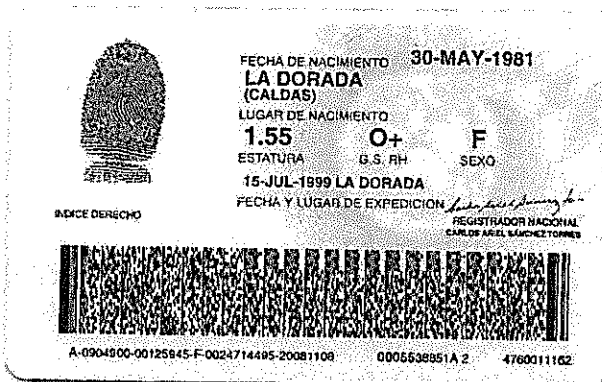 FECHA DE NACIMIENTO 30-MAY-1981
LA DORADA
(CALDAS)
LUGAR DE NACIMIENTO
1.55 O+ F
ESTATURA G.S. RH SEXO
15-JUL-1999 LA DORADA
FECHA Y LUGAR DE EXPEDICION
INDICE DERECHO
REGISTRADOR NACIONAL
CARLOS ARIEL SÁNCHEZ TORRES
A-0904900-00125945-F-0024714495-20081108 0005538851A 2 4760011162